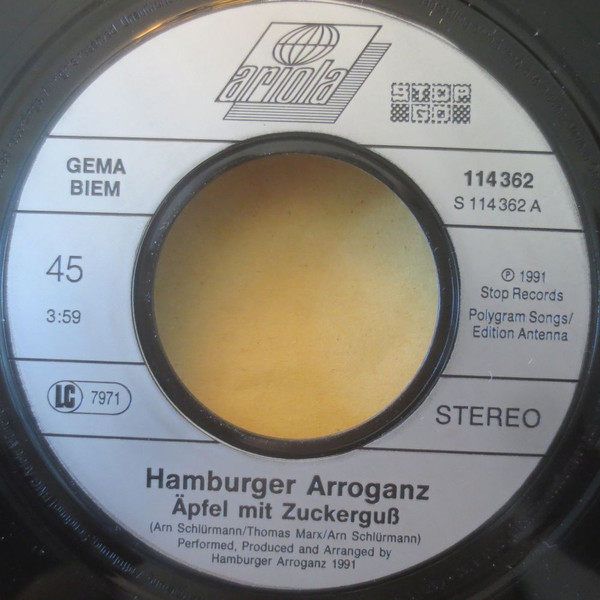 ariola
STOP
GO
GEMA
BIEM
114 362
S 114 362 A
45
3:59
℗ 1991
Stop Records
Polygram Songs/
Edition Antenna
LC 7971
STEREO
Hamburger Arroganz
Äpfel mit Zuckerguß
(Arn Schlürmann/Thomas Marx/Arn Schlürmann)
Performed, Produced and Arranged by
Hamburger Arroganz 1991